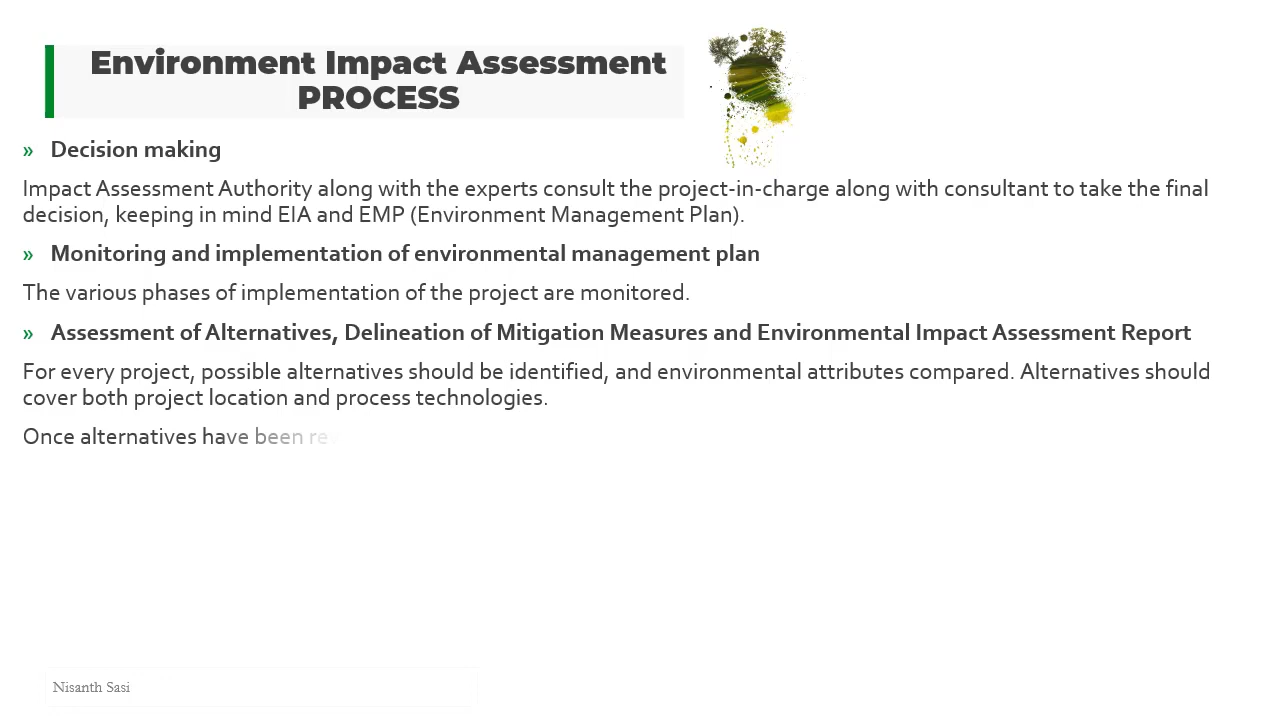 Environment Impact Assessment
PROCESS
» Decision making
Impact Assessment Authority along with the experts consult the project-in-charge along with consultant to take the final
decision, keeping in mind EIA and EMP (Environment Management Plan).
» Monitoring and implementation of environmental management plan
The various phases of implementation of the project are monitored.
» Assessment of Alternatives, Delineation of Mitigation Measures and Environmental Impact Assessment Report
For every project, possible alternatives should be identified, and environmental attributes compared. Alternatives should
cover both project location and process technologies.
Once alternatives have been
Nisanth Sasi